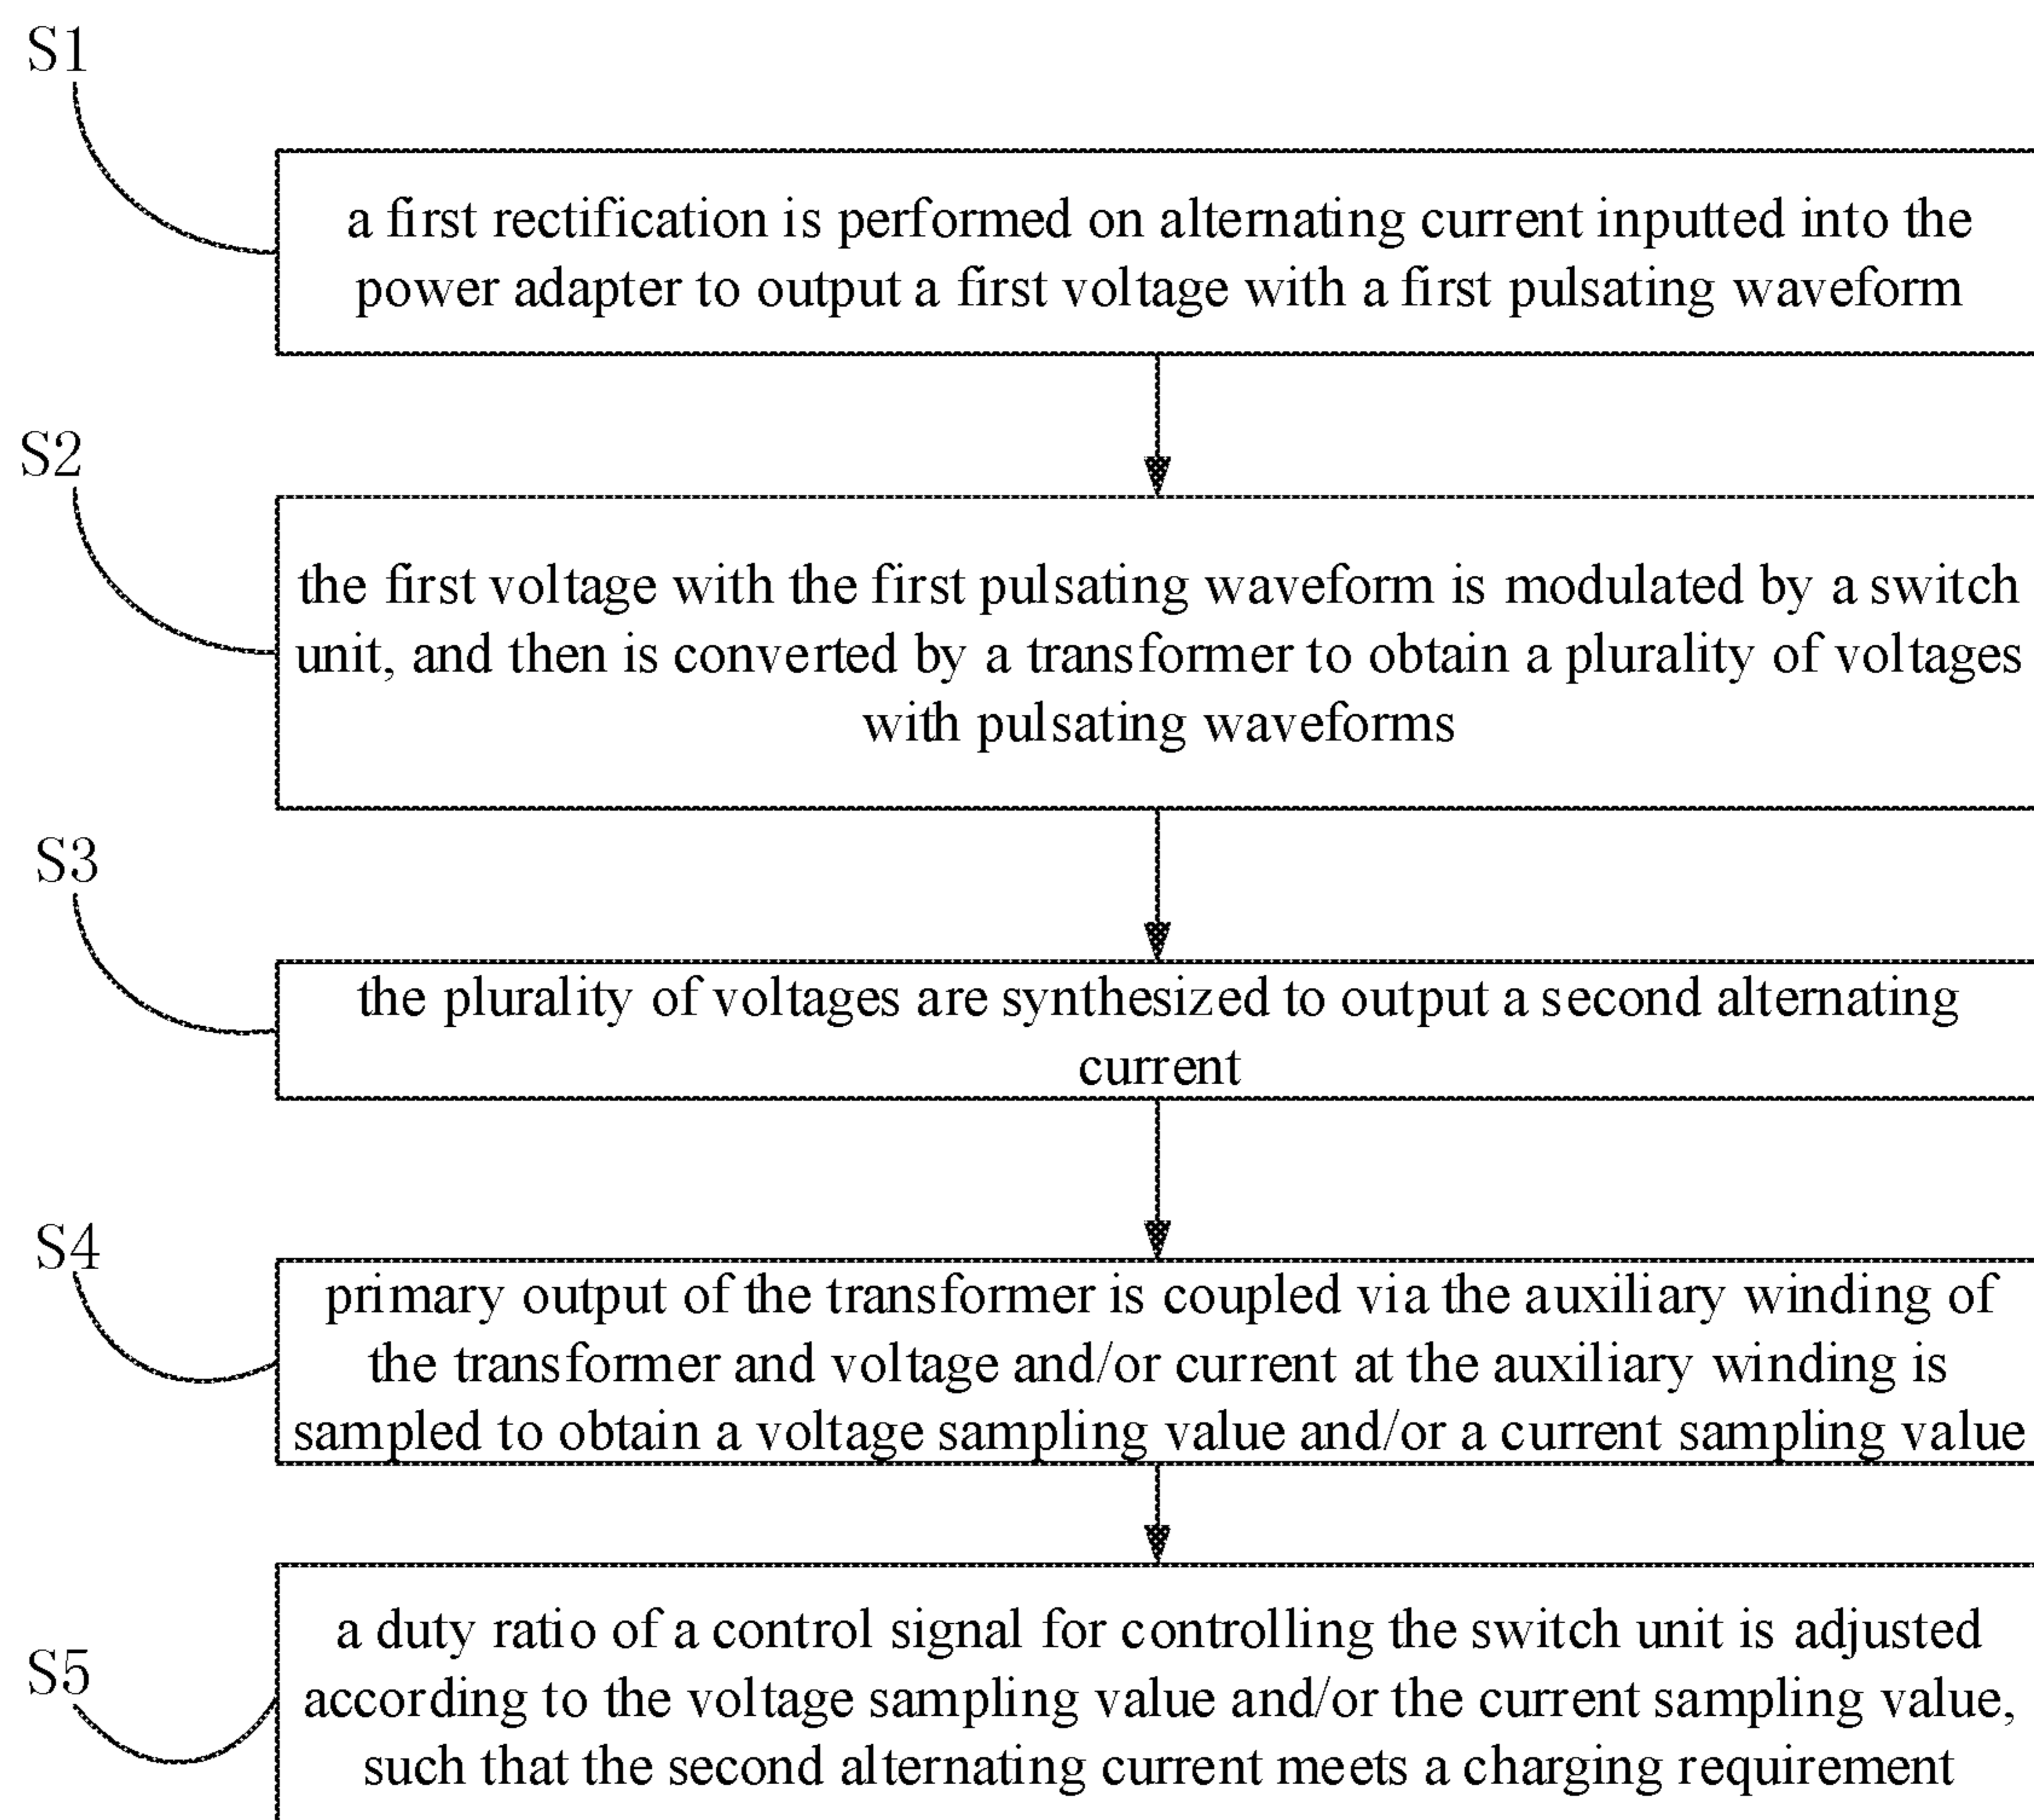 S1
a first rectification is performed on alternating current inputted into the
power adapter to output a first voltage with a first pulsating waveform
S2
the first voltage with the first pulsating waveform is modulated by a switch
unit, and then is converted by a transformer to obtain a plurality of voltages
with pulsating waveforms
S3
the plurality of voltages are synthesized to output a second alternating
current
S4
primary output of the transformer is coupled via the auxiliary winding of
the transformer and voltage and/or current at the auxiliary winding is
sampled to obtain a voltage sampling value and/or a current sampling value
S5
a duty ratio of a control signal for controlling the switch unit is adjusted
according to the voltage sampling value and/or the current sampling value,
such that the second alternating current meets a charging requirement